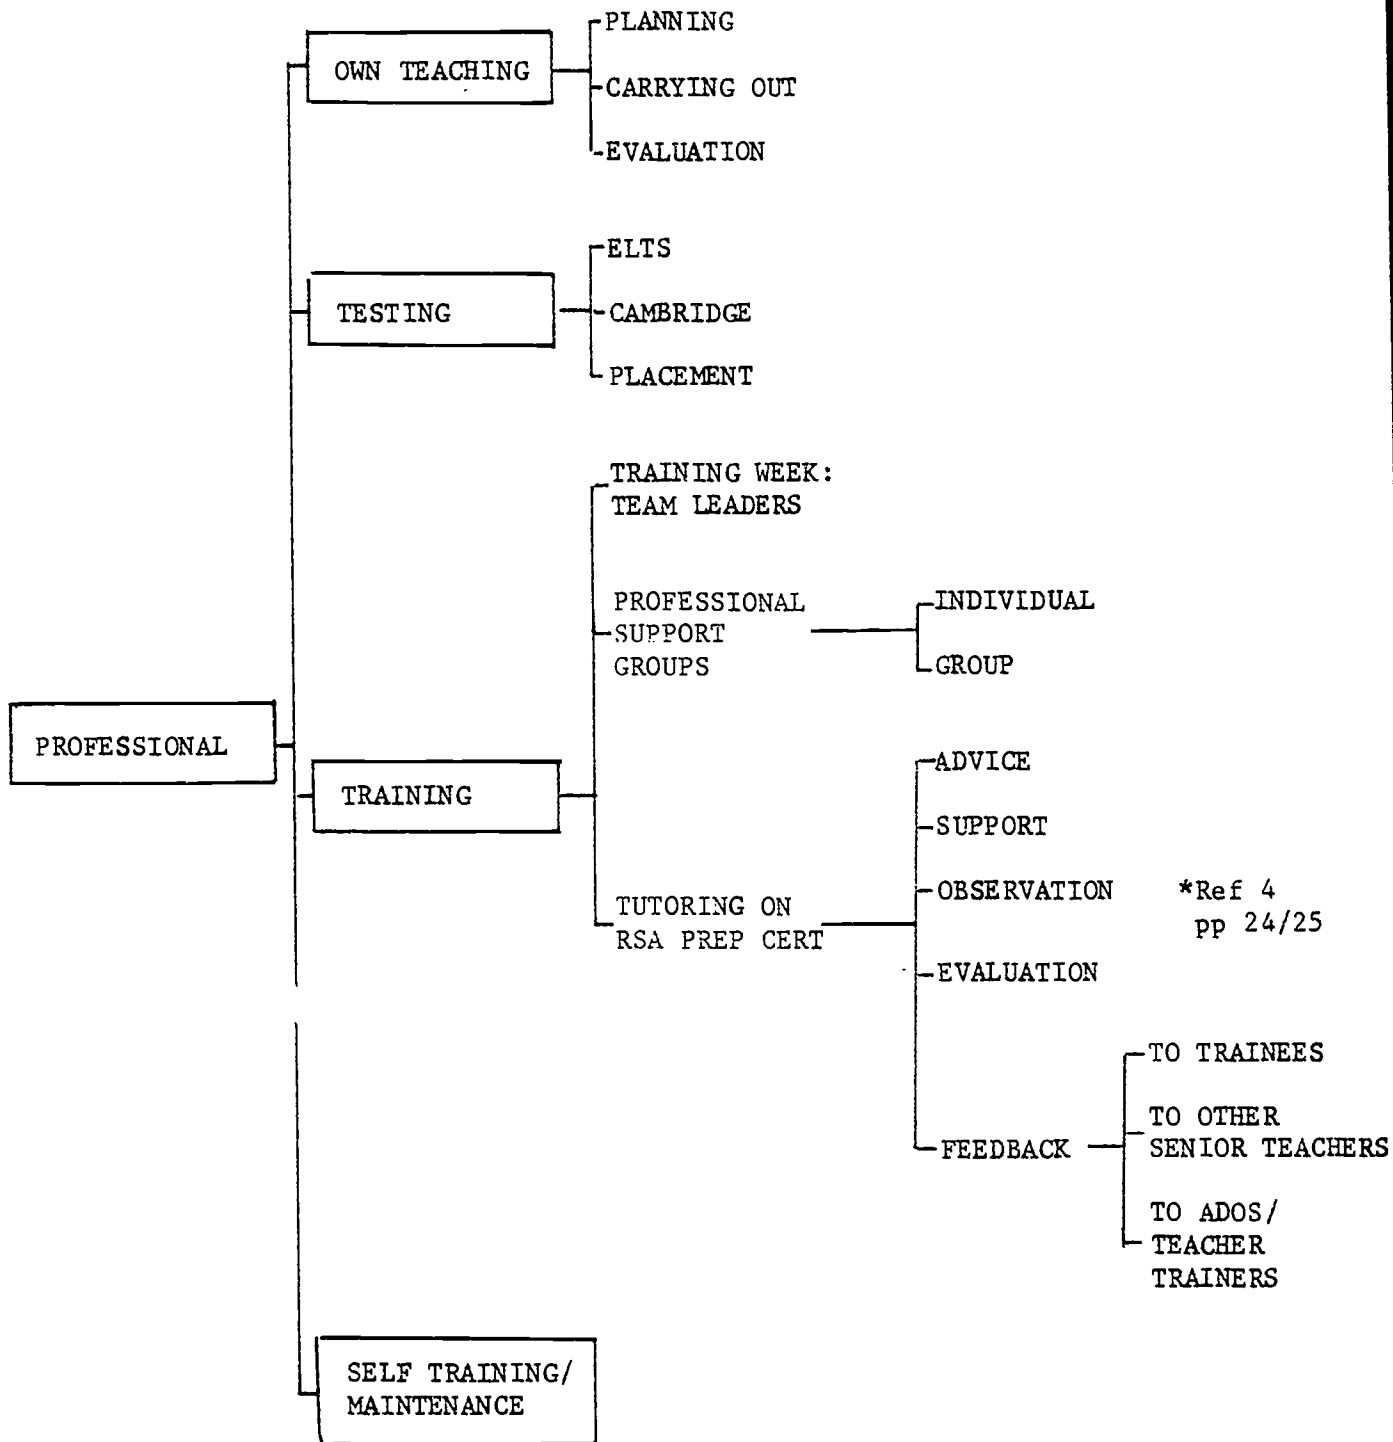 PLANNING
OWN TEACHING
CARRYING OUT
EVALUATION
ELTS
TESTING
CAMBRIDGE
PLACEMENT
TRAINING WEEK:
TEAM LEADERS
PROFESSIONAL
SUPPORT
GROUPS
INDIVIDUAL
GROUP
PROFESSIONAL
TRAINING
ADVICE
SUPPORT
OBSERVATION *Ref 4
pp 24/25
TUTORING ON
RSA PREP CERT
EVALUATION
FEEDBACK
TO TRAINEES
TO OTHER
SENIOR TEACHERS
TO ADOS/
TEACHER
TRAINERS
SELF TRAINING/
MAINTENANCE